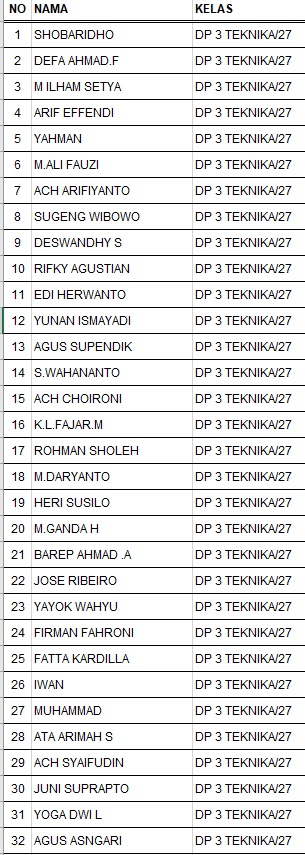 NO NAMA KELAS
1 SHOBARIDHO DP 3 TEKNIKA/27
2 DEFA AHMAD.F DP 3 TEKNIKA/27
3 M ILHAM SETYA DP 3 TEKNIKA/27
4 ARIF EFFENDI DP 3 TEKNIKA/27
5 YAHMAN DP 3 TEKNIKA/27
6 M.ALI FAUZI DP 3 TEKNIKA/27
7 ACH ARIFIYANTO DP 3 TEKNIKA/27
8 SUGENG WIBOWO DP 3 TEKNIKA/27
9 DESWANDHY S DP 3 TEKNIKA/27
10 RIFKY AGUSTIAN DP 3 TEKNIKA/27
11 EDI HERWANTO DP 3 TEKNIKA/27
12 YUNAN ISMAYADI DP 3 TEKNIKA/27
13 AGUS SUPENDIK DP 3 TEKNIKA/27
14 S.WAHANANTO DP 3 TEKNIKA/27
15 ACH CHOIRONI DP 3 TEKNIKA/27
16 K.L.FAJAR.M DP 3 TEKNIKA/27
17 ROHMAN SHOLEH DP 3 TEKNIKA/27
18 M.DARYANTO DP 3 TEKNIKA/27
19 HERI SUSILO DP 3 TEKNIKA/27
20 M.GANDA H DP 3 TEKNIKA/27
21 BAREP AHMAD .A DP 3 TEKNIKA/27
22 JOSE RIBEIRO DP 3 TEKNIKA/27
23 YAYOK WAHYU DP 3 TEKNIKA/27
24 FIRMAN FAHRONI DP 3 TEKNIKA/27
25 FATTA KARDILLA DP 3 TEKNIKA/27
26 IWAN DP 3 TEKNIKA/27
27 MUHAMMAD DP 3 TEKNIKA/27
28 ATA ARIMAH S DP 3 TEKNIKA/27
29 ACH SYAIFUDIN DP 3 TEKNIKA/27
30 JUNI SUPRAPTO DP 3 TEKNIKA/27
31 YOGA DWI L DP 3 TEKNIKA/27
32 AGUS ASNGARI DP 3 TEKNIKA/27